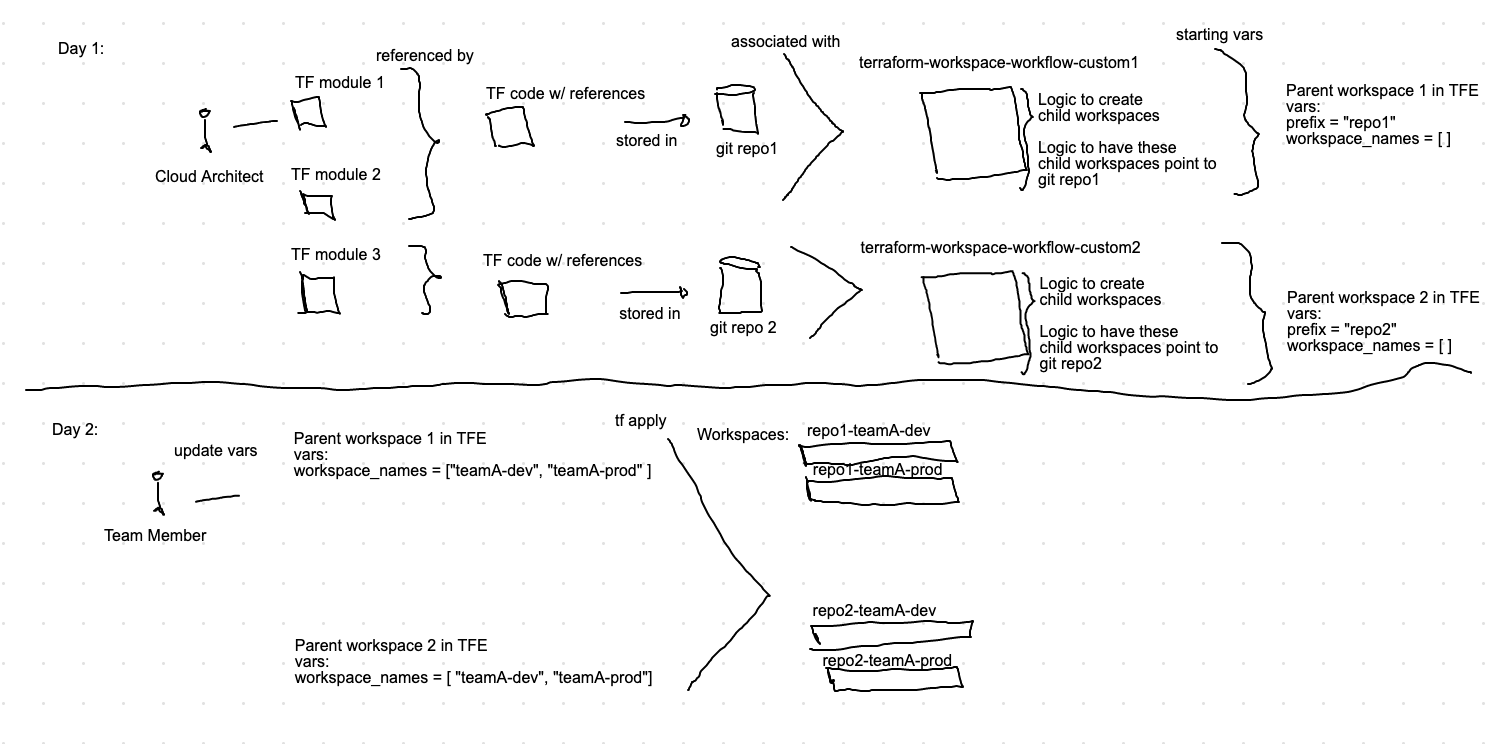 Day 1:
referenced by
associated with
starting vars
TF module 1
TF code w/ references
terraform-workspace-workflow-custom1
Logic to create
child workspaces
Parent workspace 1 in TFE
vars:
prefix = "repo1"
workspace_names = [ ]
stored in
git repo1
Logic to have these
child workspaces point to
git repo1
Cloud Architect
TF module 2
TF module 3
TF code w/ references
terraform-workspace-workflow-custom2
Logic to create
child workspaces
Parent workspace 2 in TFE
vars:
prefix = "repo2"
workspace_names = [ ]
stored in
git repo 2
Logic to have these
child workspaces point to
git repo2
Day 2:
update vars
Team Member
Parent workspace 1 in TFE
vars:
workspace_names = ["teamA-dev", "teamA-prod" ]
tf apply
Workspaces:
repo1-teamA-dev
repo1-teamA-prod
Parent workspace 2 in TFE
vars:
workspace_names = [ "teamA-dev", "teamA-prod"]
repo2-teamA-dev
repo2-teamA-prod